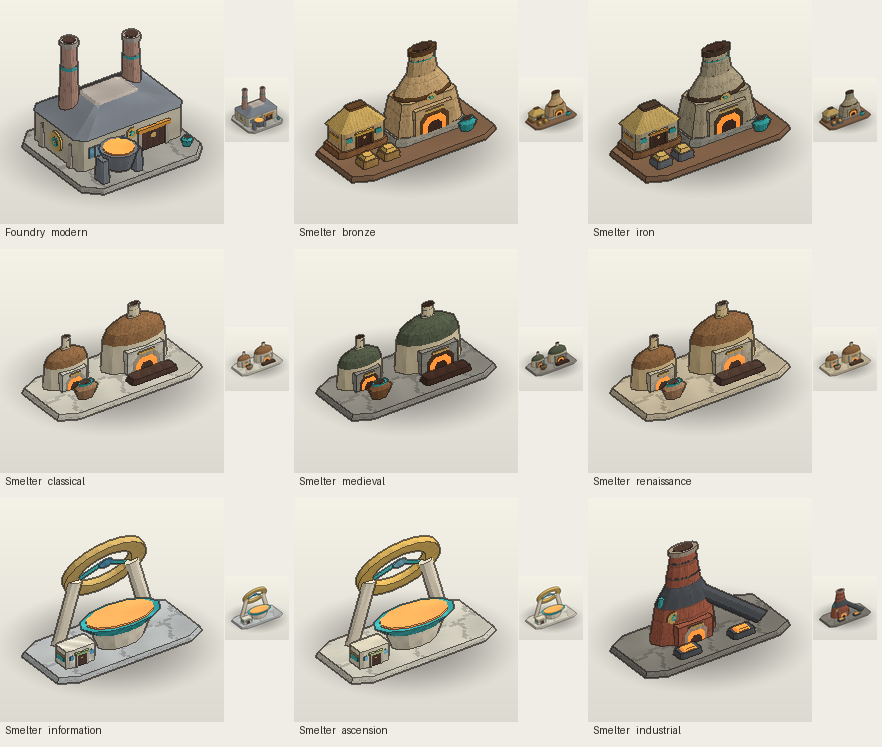 Foundry modern
Smelter bronze
Smelter iron
Smelter classical
Smelter medieval
Smelter renaissance
Smelter information
Smelter ascension
Smelter industrial